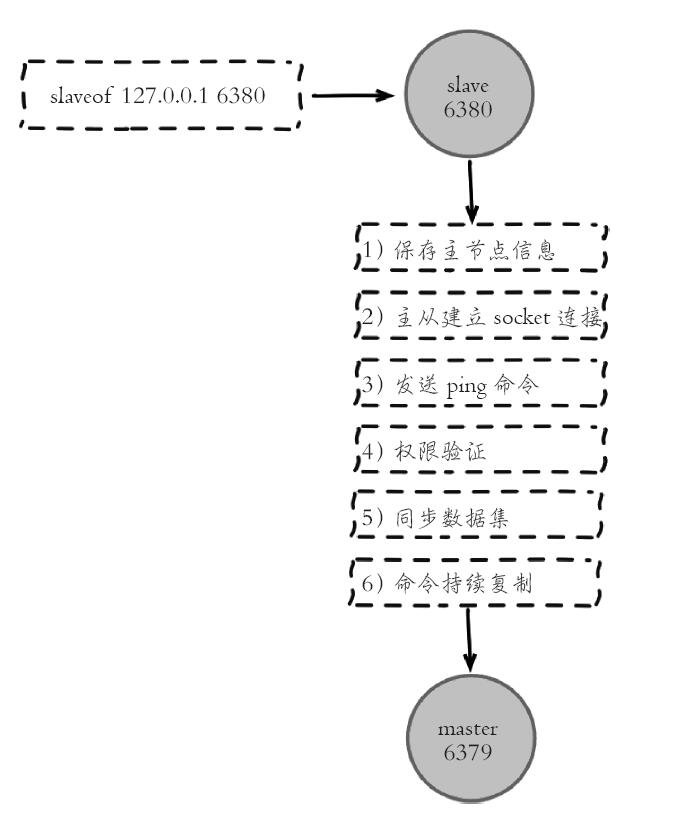 slaveof 127.0.0.1 6380
slave
6380
1) 保存主节点信息
2) 主从建立 socket 连接
3) 发送 ping 命令
4) 权限验证
5) 同步数据集
6) 命令持续复制
master
6379